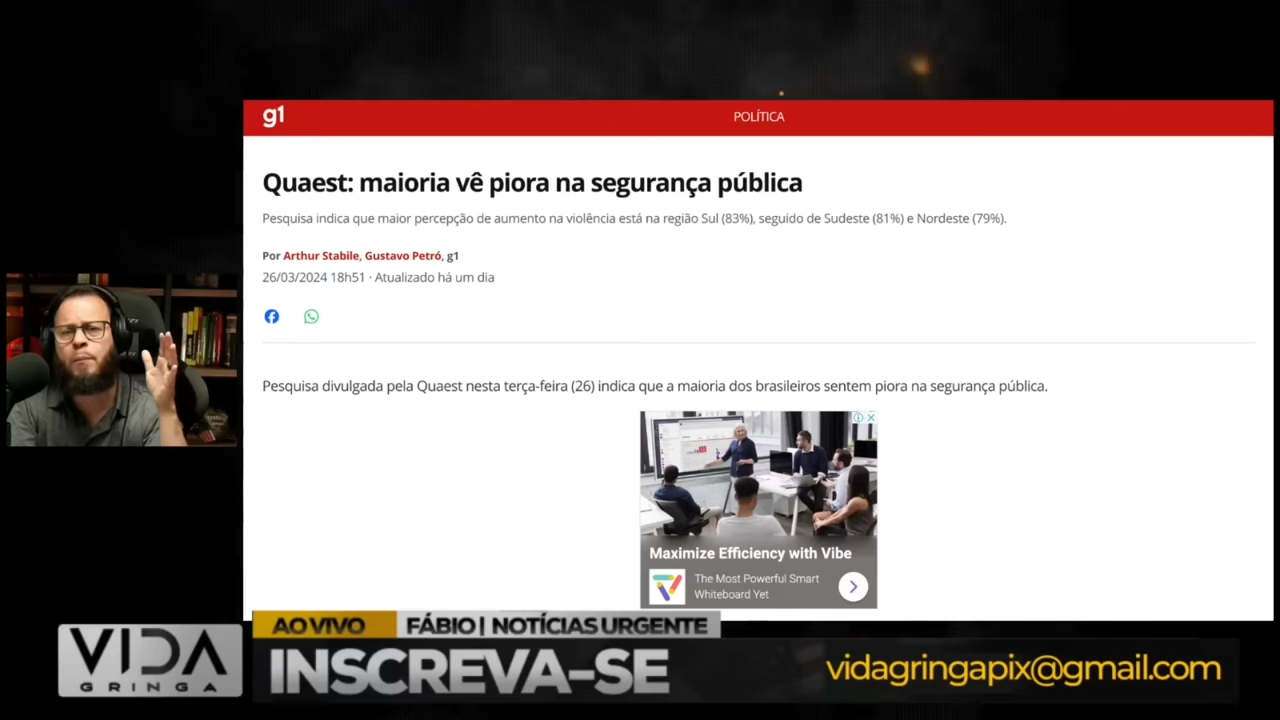 g1
POLÍTICA
Quaest: maioria vê piora na segurança pública
Pesquisa indica que maior percepção de aumento na violência está na região Sul (83%), seguido de Sudeste (81%) e Nordeste (79%).
Por Arthur Stabile, Gustavo Petró, g1
26/03/2024 18h51 · Atualizado há um dia
Pesquisa divulgada pela Quaest nesta terça-feira (26) indica que a maioria dos brasileiros sentem piora na segurança pública.
Maximize Efficiency with Vibe
The Most Powerful Smart
Whiteboard Yet
AO VIVO
FÁBIO | NOTÍCIAS URGENTE
VIDA
GRINGA
INSCREVA-SE
vidagringapix@gmail.com